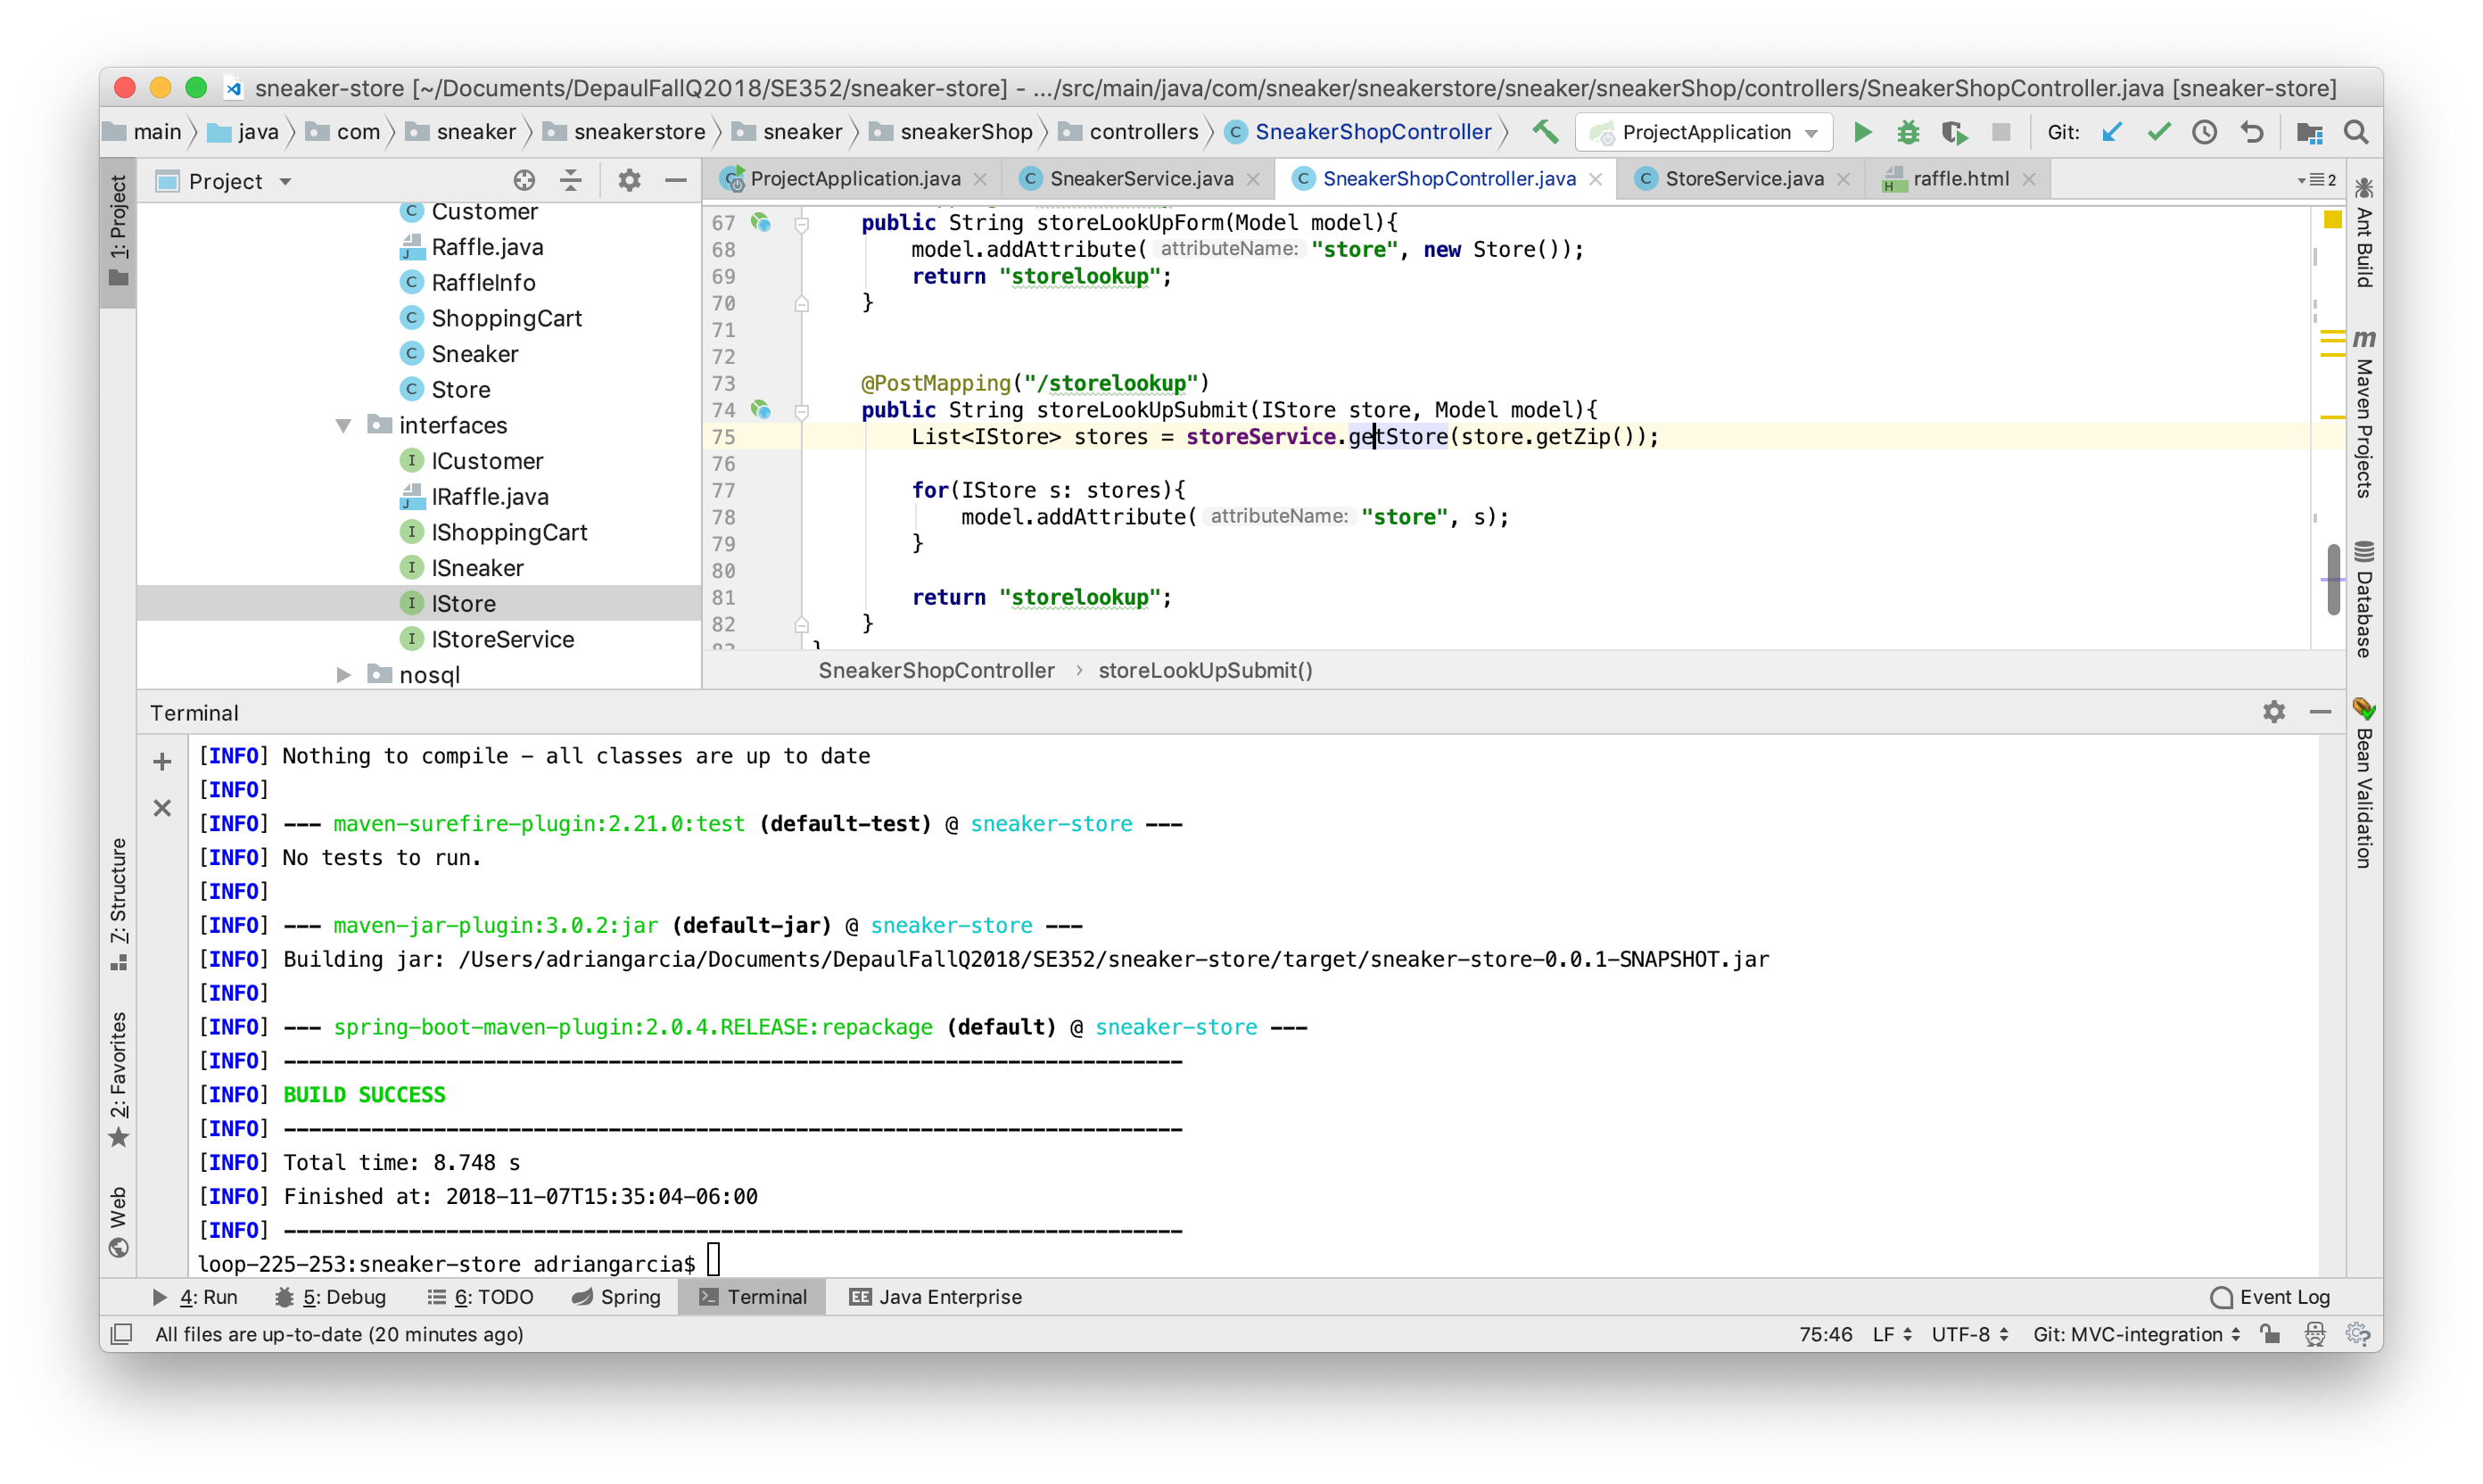 sneaker-store [~/Documents/DepaulFallQ2018/SE352/sneaker-store] - .../src/main/java/com/sneaker/sneakerstore/sneaker/sneakerShop/controllers/SneakerShopController.java [sneaker-store]
main java com sneaker sneakerstore sneaker sneakerShop controllers C SneakerShopController ProjectApplication Git:
1: Project
Project
ProjectApplication.java SneakerService.java SneakerShopController.java StoreService.java raffle.html 2
Customer
Raffle.java
RaffleInfo
ShoppingCart
Sneaker
Store
interfaces
ICustomer
IRaffle.java
IShoppingCart
ISneaker
IStore
IStoreService
nosql
67 public String storeLookUpForm(Model model){
68 model.addAttribute( attributeName: "store", new Store());
69 return "storelookup";
70 }
71
72
73 @PostMapping("/storelookup")
74 public String storeLookUpSubmit(IStore store, Model model){
75 List<IStore> stores = storeService.getStore(store.getZip());
76
77 for(IStore s: stores){
78 model.addAttribute( attributeName: "store", s);
79 }
80
81 return "storelookup";
82 }
SneakerShopController › storeLookUpSubmit()
Ant Build
m Maven Projects
Database
Bean Validation
Terminal
[INFO] Nothing to compile - all classes are up to date
[INFO]
[INFO] --- maven-surefire-plugin:2.21.0:test (default-test) @ sneaker-store ---
[INFO] No tests to run.
[INFO]
[INFO] --- maven-jar-plugin:3.0.2:jar (default-jar) @ sneaker-store ---
[INFO] Building jar: /Users/adriangarcia/Documents/DepaulFallQ2018/SE352/sneaker-store/target/sneaker-store-0.0.1-SNAPSHOT.jar
[INFO]
[INFO] --- spring-boot-maven-plugin:2.0.4.RELEASE:repackage (default) @ sneaker-store ---
[INFO] ------------------------------------------------------------------------
[INFO] BUILD SUCCESS
[INFO] ------------------------------------------------------------------------
[INFO] Total time: 8.748 s
[INFO] Finished at: 2018-11-07T15:35:04-06:00
[INFO] ------------------------------------------------------------------------
loop-225-253:sneaker-store adriangarcia$
7: Structure
2: Favorites
Web
4: Run 5: Debug 6: TODO Spring Terminal Java Enterprise Event Log
All files are up-to-date (20 minutes ago) 75:46 LF UTF-8 Git: MVC-integration